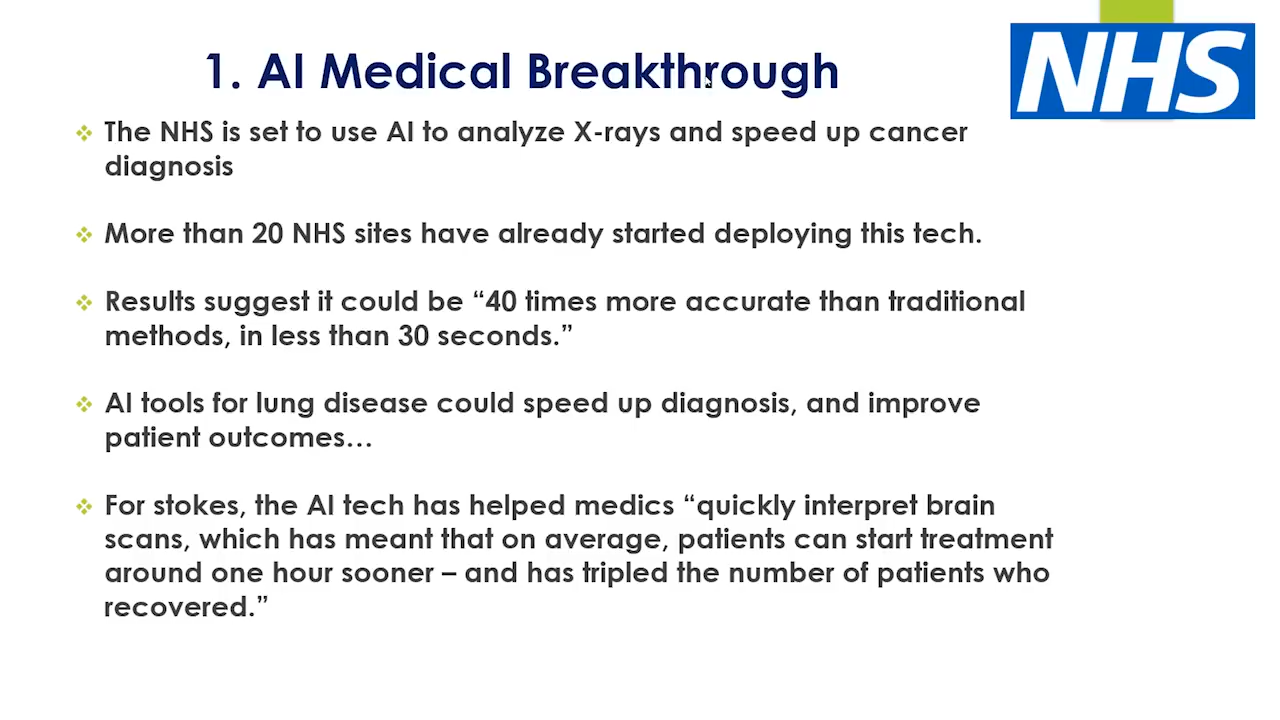 1. AI Medical Breakthrough
NHS
The NHS is set to use AI to analyze X-rays and speed up cancer
diagnosis
More than 20 NHS sites have already started deploying this tech.
Results suggest it could be “40 times more accurate than traditional
methods, in less than 30 seconds.”
AI tools for lung disease could speed up diagnosis, and improve
patient outcomes…
For stokes, the AI tech has helped medics “quickly interpret brain
scans, which has meant that on average, patients can start treatment
around one hour sooner – and has tripled the number of patients who
recovered.”